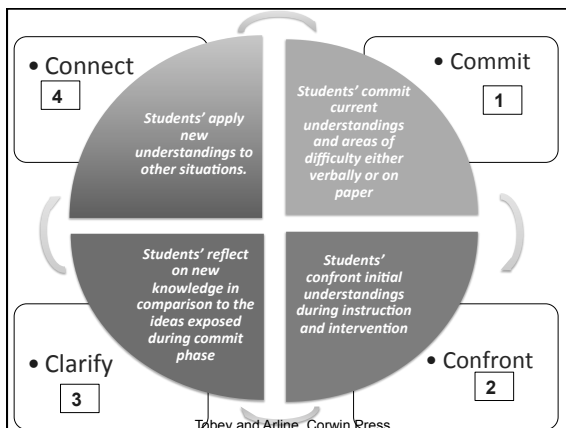 • Connect
4
Students' apply
new
understandings to
other situations.
• Commit
1
Students' commit
current
understandings
and areas of
difficulty either
verbally or on
paper
Students' reflect
on new
knowledge in
comparison to the
ideas exposed
during commit
phase
• Clarify
3
Students'
confront initial
understandings
during instruction
and intervention
• Confront
2
Tobey and Arline, Corwin Press